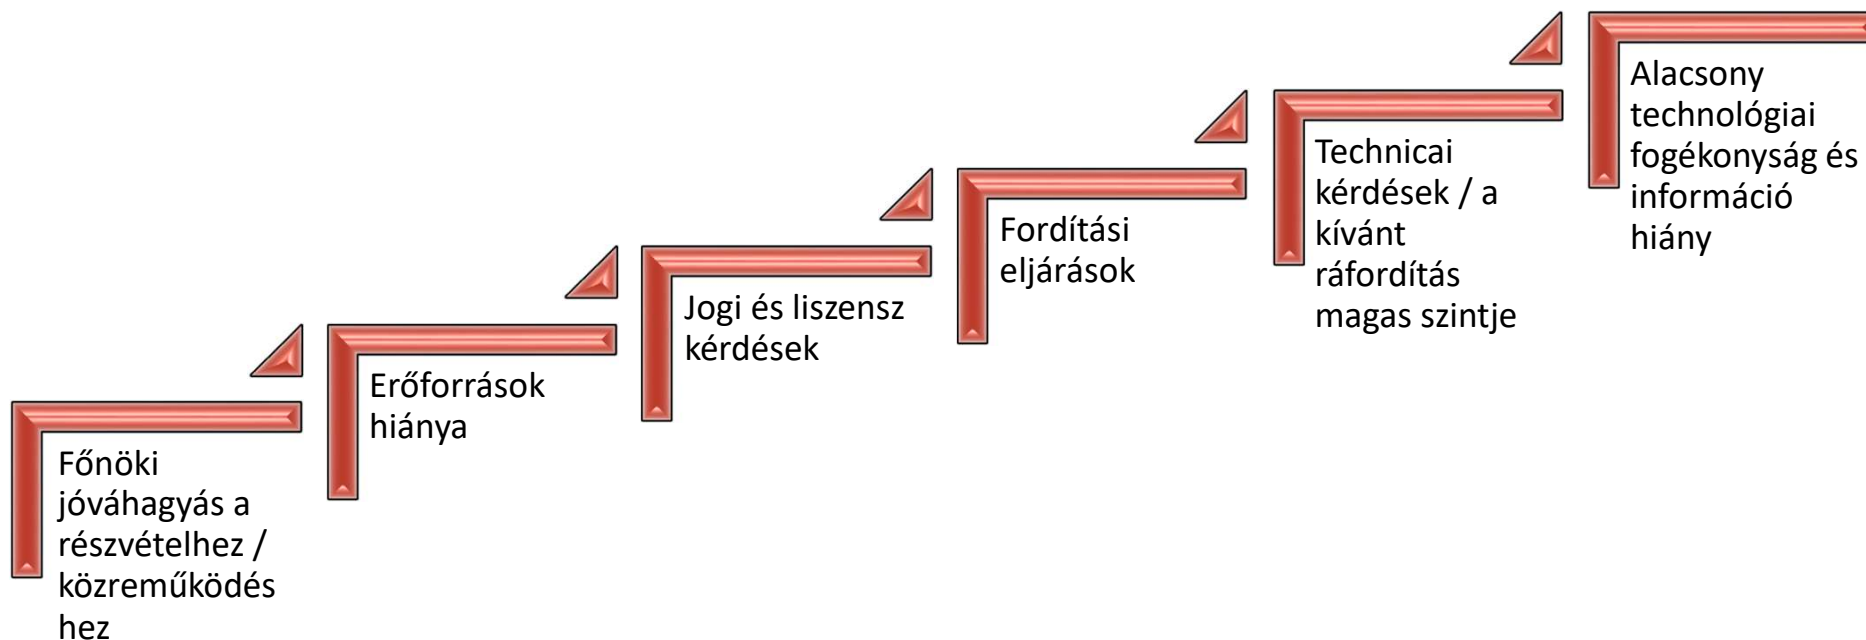 Főnöki
jóváhagyás a
részvételhez /
közreműködés
hez
Erőforrások
hiánya
Jogi és liszensz
kérdések
Fordítási
eljárások
Technicai
kérdések / a
kívánt
ráfordítás
magas szintje
Alacsony
technológiai
fogékonyság és
információ
hiány